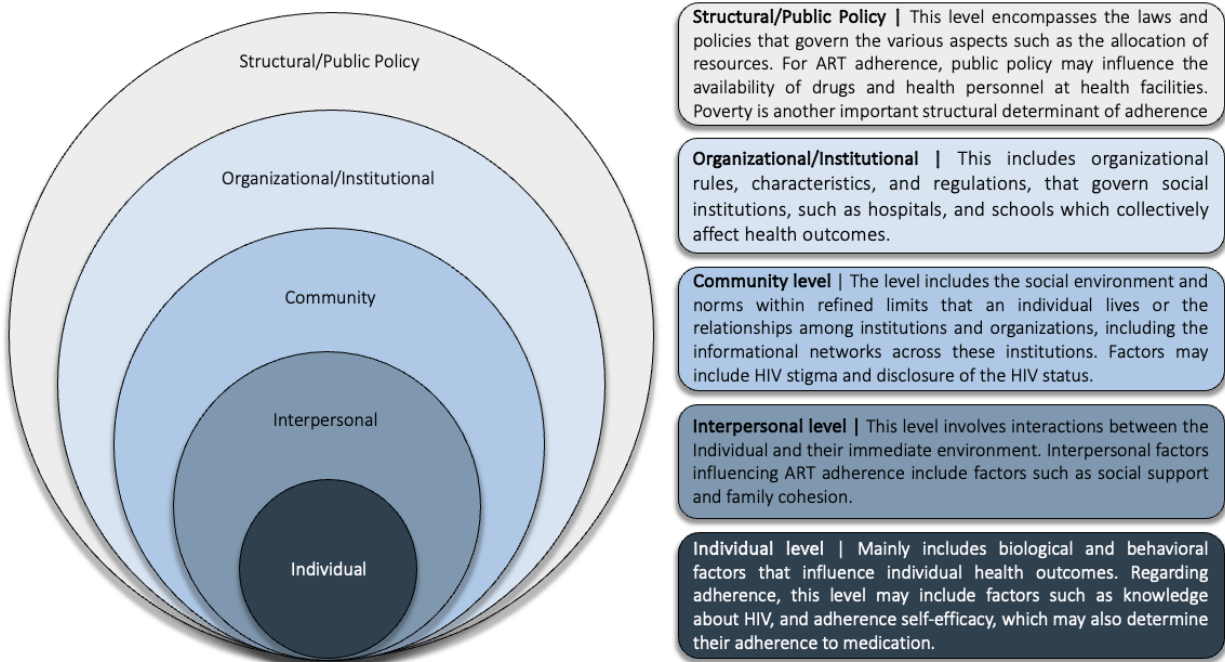 Structural/Public Policy
Organizational/Institutional
Community
Interpersonal
Individual
Structural/Public Policy | This level encompasses the laws and
policies that govern the various aspects such as the allocation of
resources. For ART adherence, public policy may influence the
availability of drugs and health personnel at health facilities.
Poverty is another important structural determinant of adherence
Organizational/Institutional | This includes organizational
rules, characteristics, and regulations, that govern social
institutions, such as hospitals, and schools which collectively
affect health outcomes.
Community level | The level includes the social environment and
norms within refined limits that an individual lives or the
relationships among institutions and organizations, including the
informational networks across these institutions. Factors may
include HIV stigma and disclosure of the HIV status.
Interpersonal level | This level involves interactions between the
Individual and their immediate environment. Interpersonal factors
influencing ART adherence include factors such as social support
and family cohesion.
Individual level | Mainly includes biological and behavioral
factors that influence individual health outcomes. Regarding
adherence, this level may include factors such as knowledge
about HIV, and adherence self-efficacy, which may also determine
their adherence to medication.